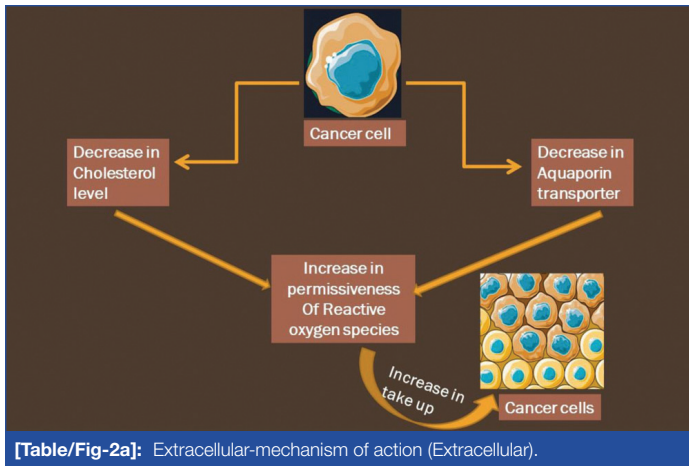 Cancer cell
Decrease in
Cholesterol
level
Decrease in
Aquaporin
transporter
Increase in
permissiveness
Of Reactive
oxygen species
Increase in
take up
Cancer cells
[Table/Fig-2a]: Extracellular-mechanism of action (Extracellular).